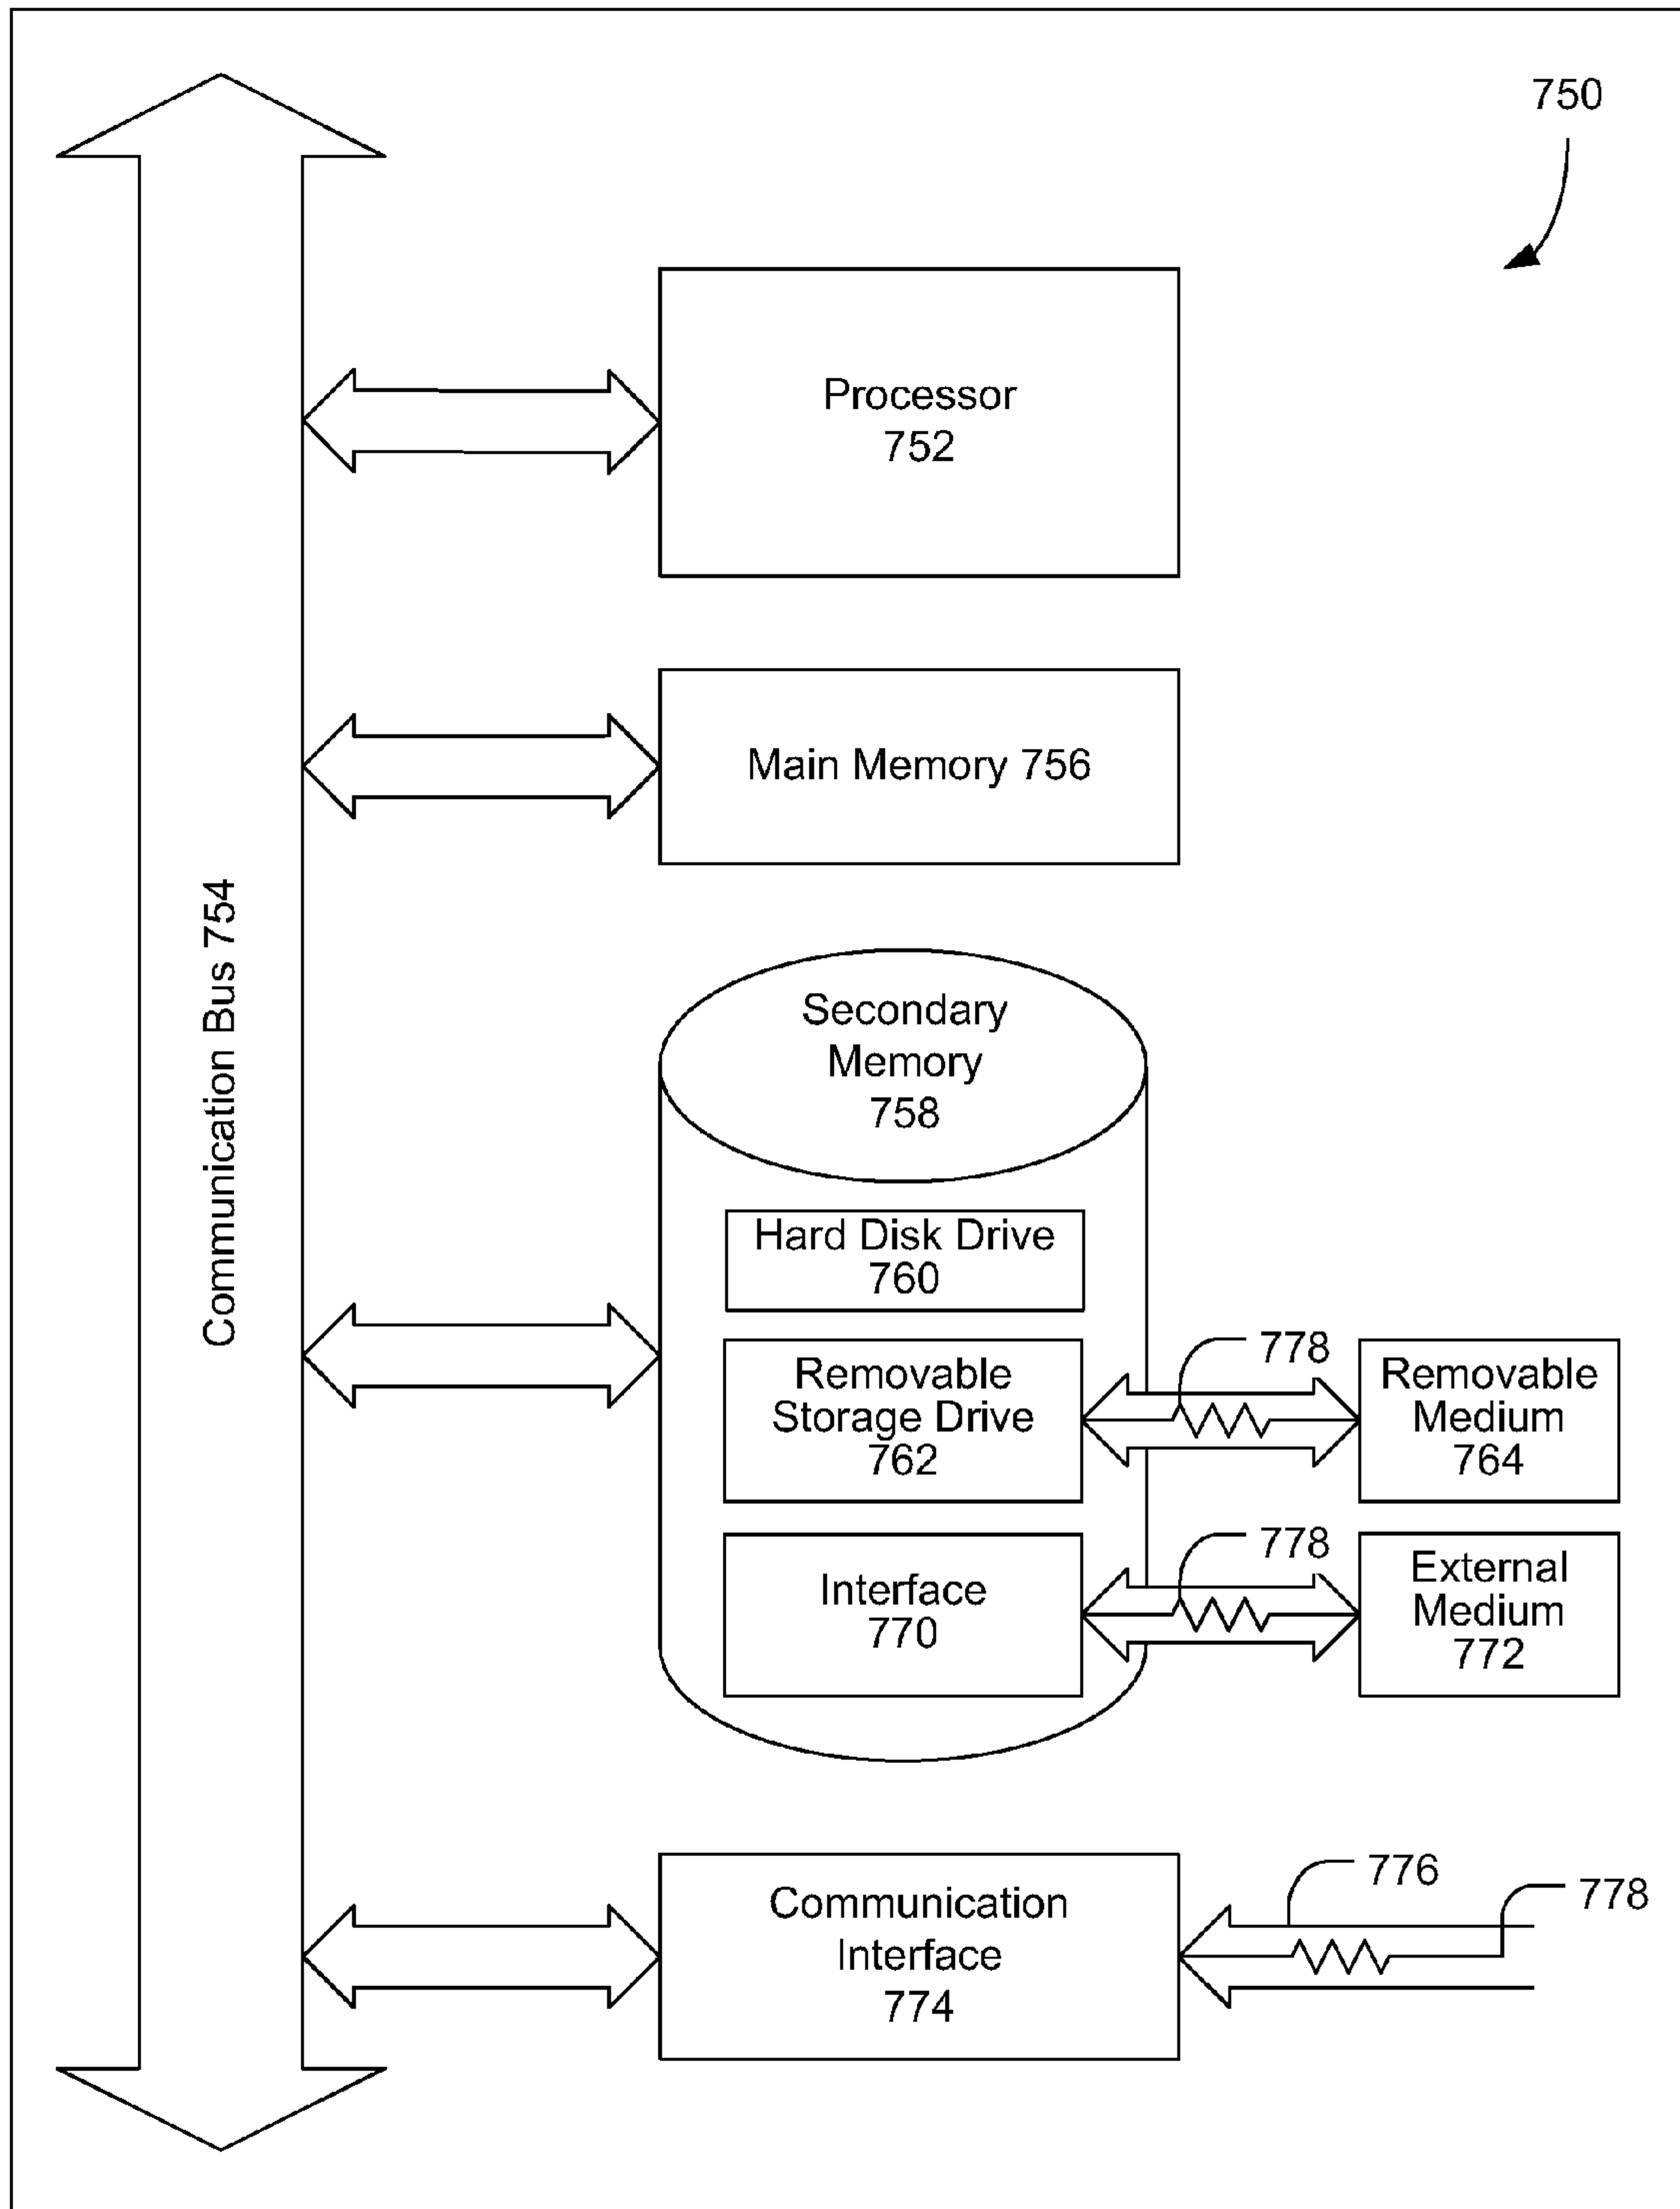 750
Processor
752
Main Memory 756
Communication Bus 754
Secondary
Memory
758
Hard Disk Drive
760
Removable
Storage Drive
762
778
Removable
Medium
764
Interface
770
778
External
Medium
772
Communication
Interface
774
776
778